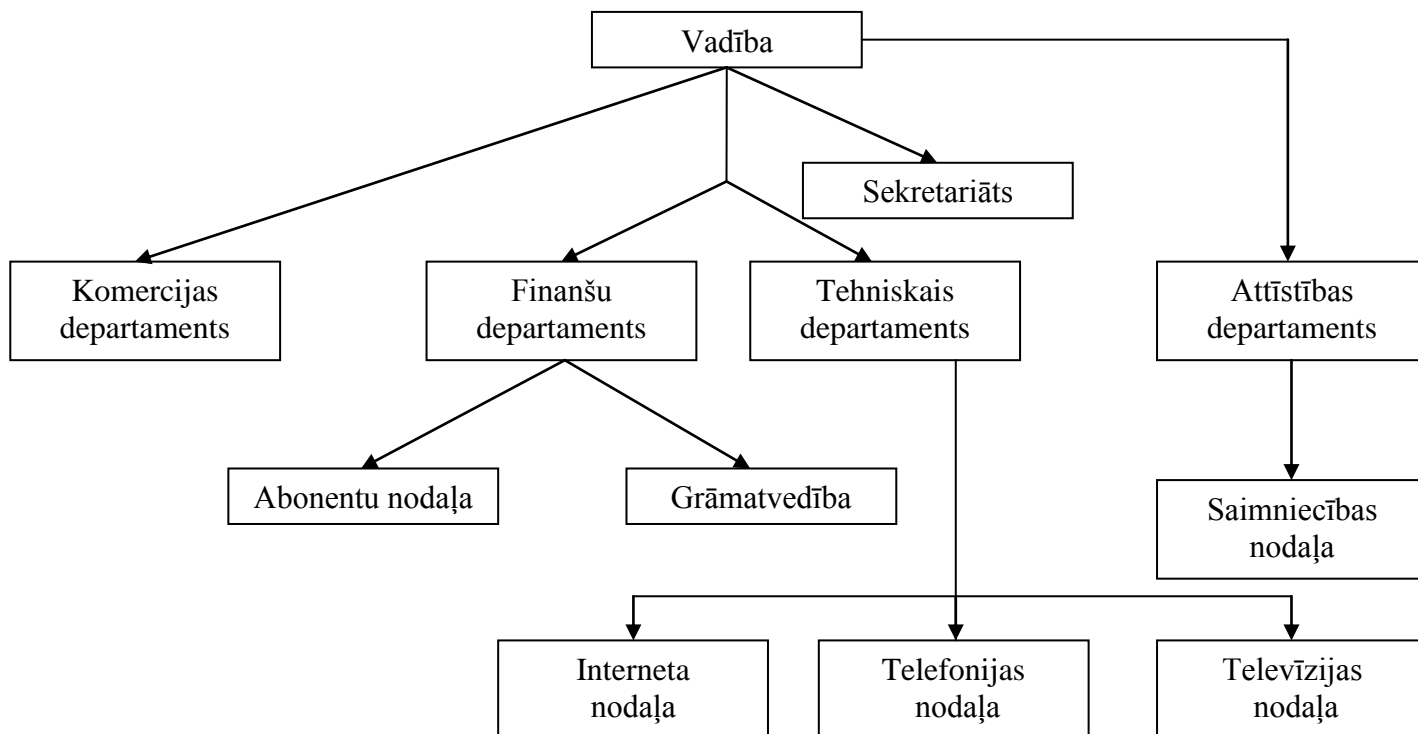 Vadība
Sekretariāts
Komercijas
departaments
Finanšu
departaments
Tehniskais
departaments
Attīstības
departaments
Abonentu nodaļa
Grāmatvedība
Saimniecības
nodaļa
Interneta
nodaļa
Telefonijas
nodaļa
Televīzijas
nodaļa